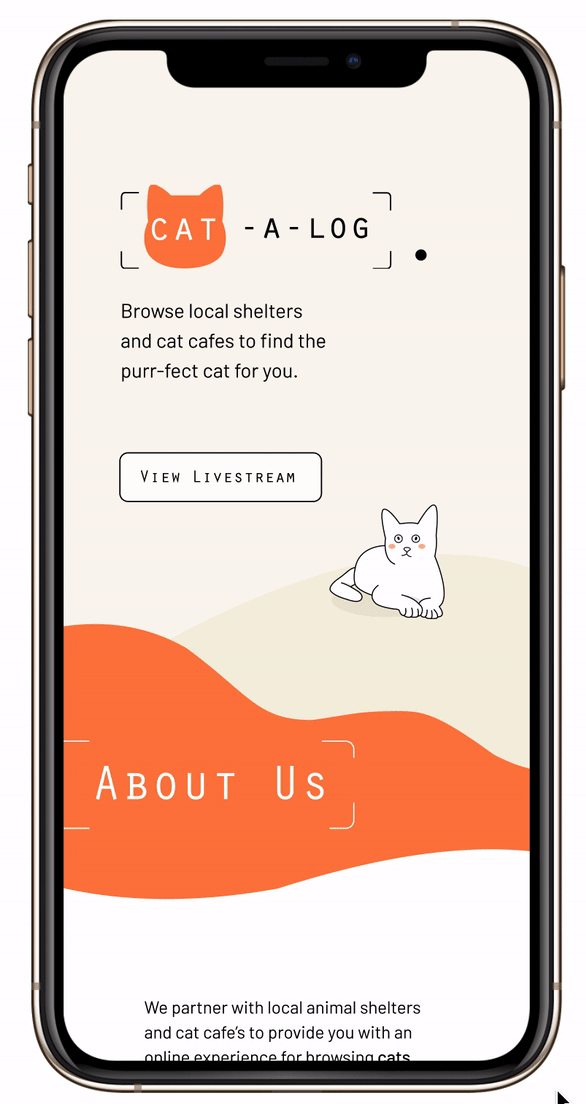 CAT -A-LOG
Browse local shelters
and cat cafes to find the
purr-fect cat for you.
View Livestream
About Us
We partner with local animal shelters
and cat cafe's to provide you with an
online experience for browsing cats